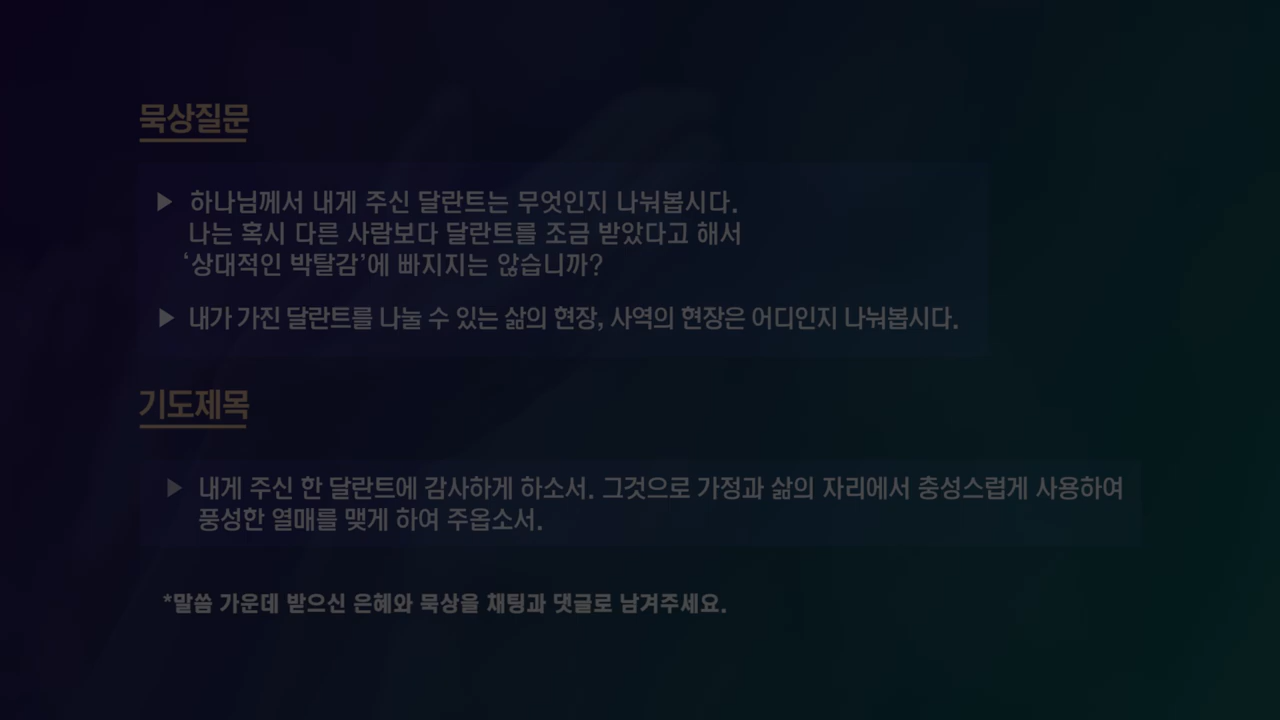 묵상질문
▶ 하나님께서 내게 주신 달란트는 무엇인지 나눠봅시다.
나는 혹시 다른 사람보다 달란트를 조금 받았다고 해서
‘상대적인 박탈감’에 빠지지는 않습니까?
▶ 내가 가진 달란트를 나눌 수 있는 삶의 현장, 사역의 현장은 어디인지 나눠봅시다.
기도제목
▶ 내게 주신 한 달란트에 감사하게 하소서. 그것으로 가정과 삶의 자리에서 충성스럽게 사용하여
풍성한 열매를 맺게 하여 주옵소서.
*말씀 가운데 받으신 은혜와 묵상을 채팅과 댓글로 남겨주세요.